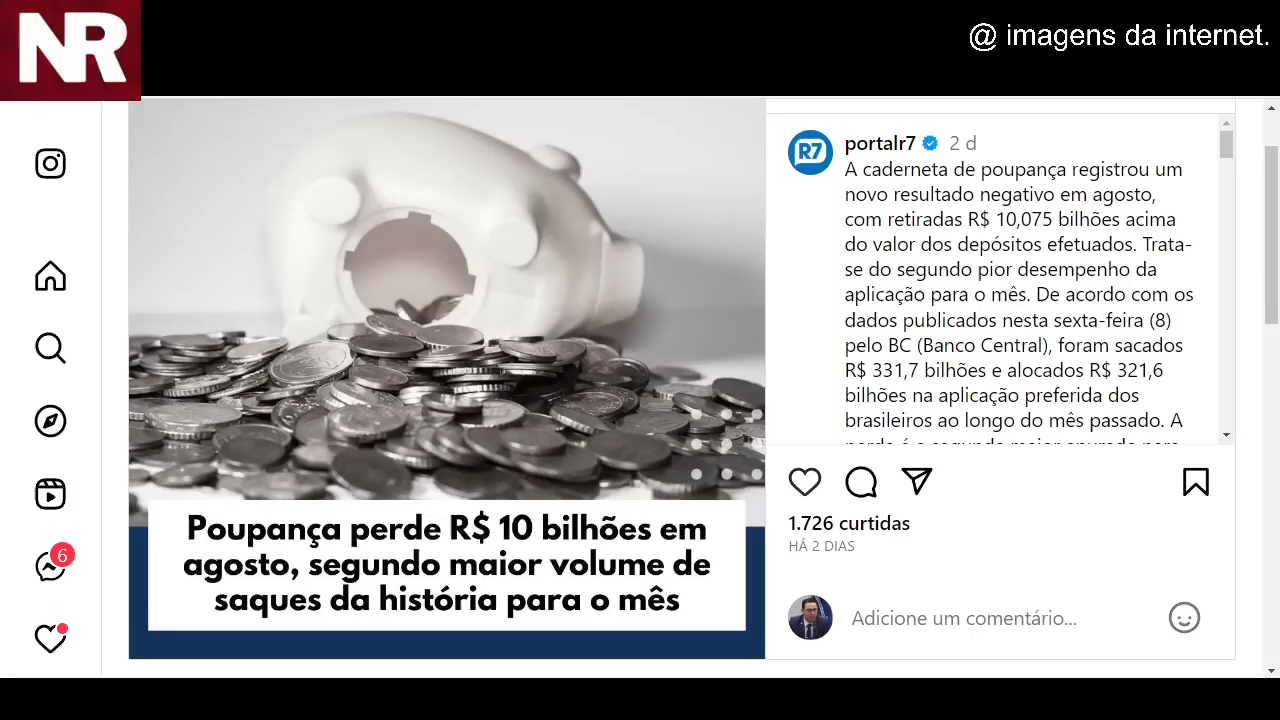 NR
@ imagens da internet.
R7
portalr7 2 d
A caderneta de poupança registrou um
novo resultado negativo em agosto,
com retiradas R$ 10,075 bilhões acima
do valor dos depósitos efetuados. Trata-
se do segundo pior desempenho da
aplicação para o mês. De acordo com os
dados publicados nesta sexta-feira (8)
pelo BC (Banco Central), foram sacados
R$ 331,7 bilhões e alocados R$ 321,6
bilhões na aplicação preferida dos
brasileiros ao longo do mês passado. A
Poupança perde R$ 10 bilhões em
agosto, segundo maior volume de
saques da história para o mês
1.726 curtidas
HÁ 2 DIAS
6
Adicione um comentário...